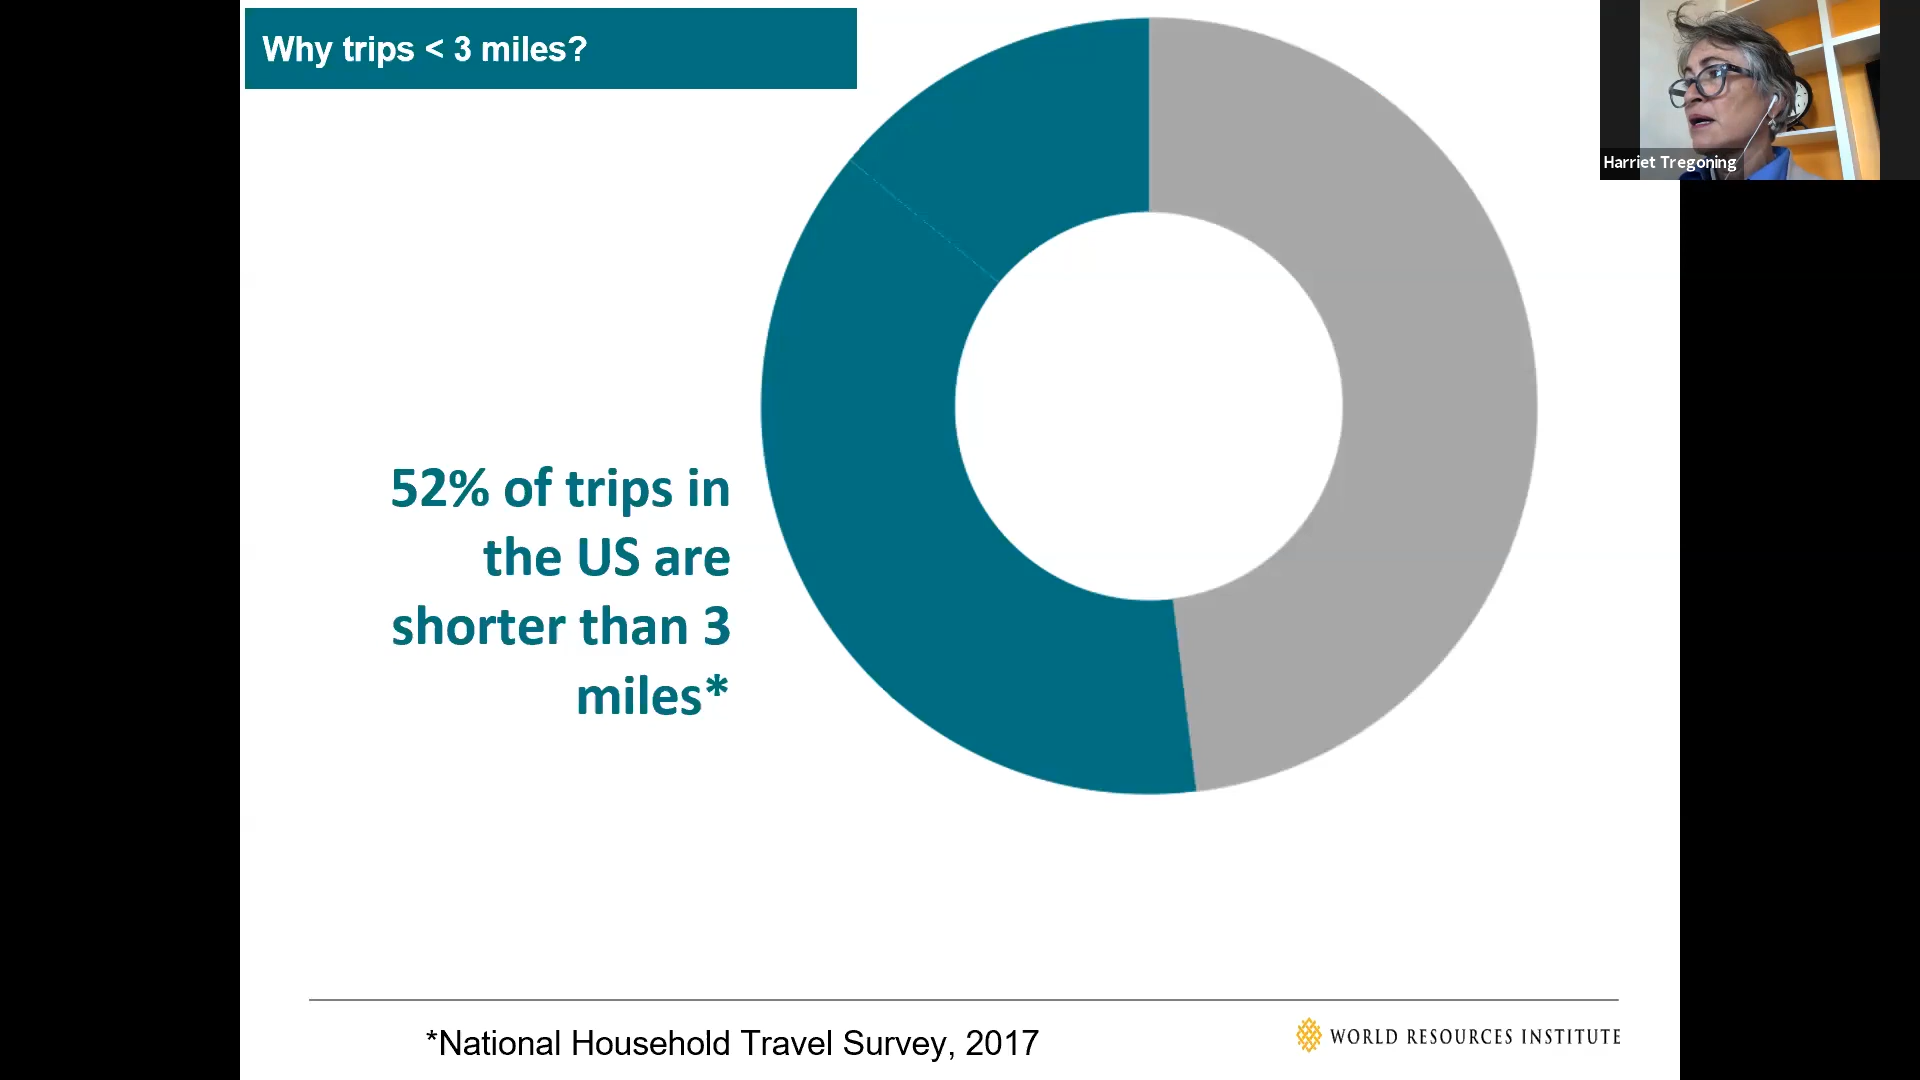 Why trips < 3 miles?
Harriet Tregoning
52% of trips in
the US are
shorter than 3
miles*
*National Household Travel Survey, 2017
WORLD RESOURCES INSTITUTE